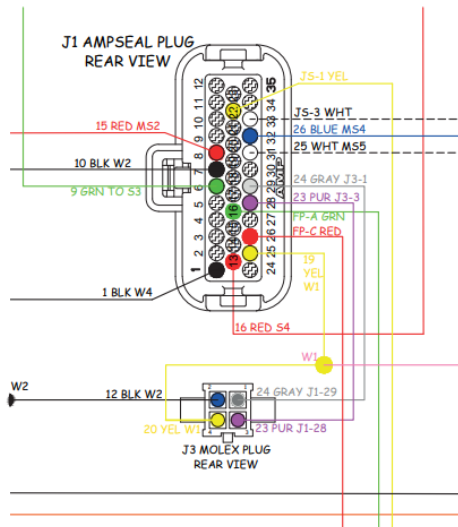 J1 AMPSEAL PLUG
REAR VIEW
JS-1 YEL
12
11
10
9
8
7
6
5
4
3
2
1
22
16
13
35
34
33
32
31
30
29
28
27
26
25
24
AMP
JS-3 WHT
15 RED MS2
26 BLUE MS4
25 WHT MS5
10 BLK W2
24 GRAY J3-1
9 GRN TO S3
23 PUR J3-3
FP-A GRN
FP-C RED
19
YEL
W1
1 BLK W4
16 RED S4
W1
W2
12 BLK W2
24 GRAY J1-29
20 YEL W1
23 PUR J1-28
J3 MOLEX PLUG
REAR VIEW